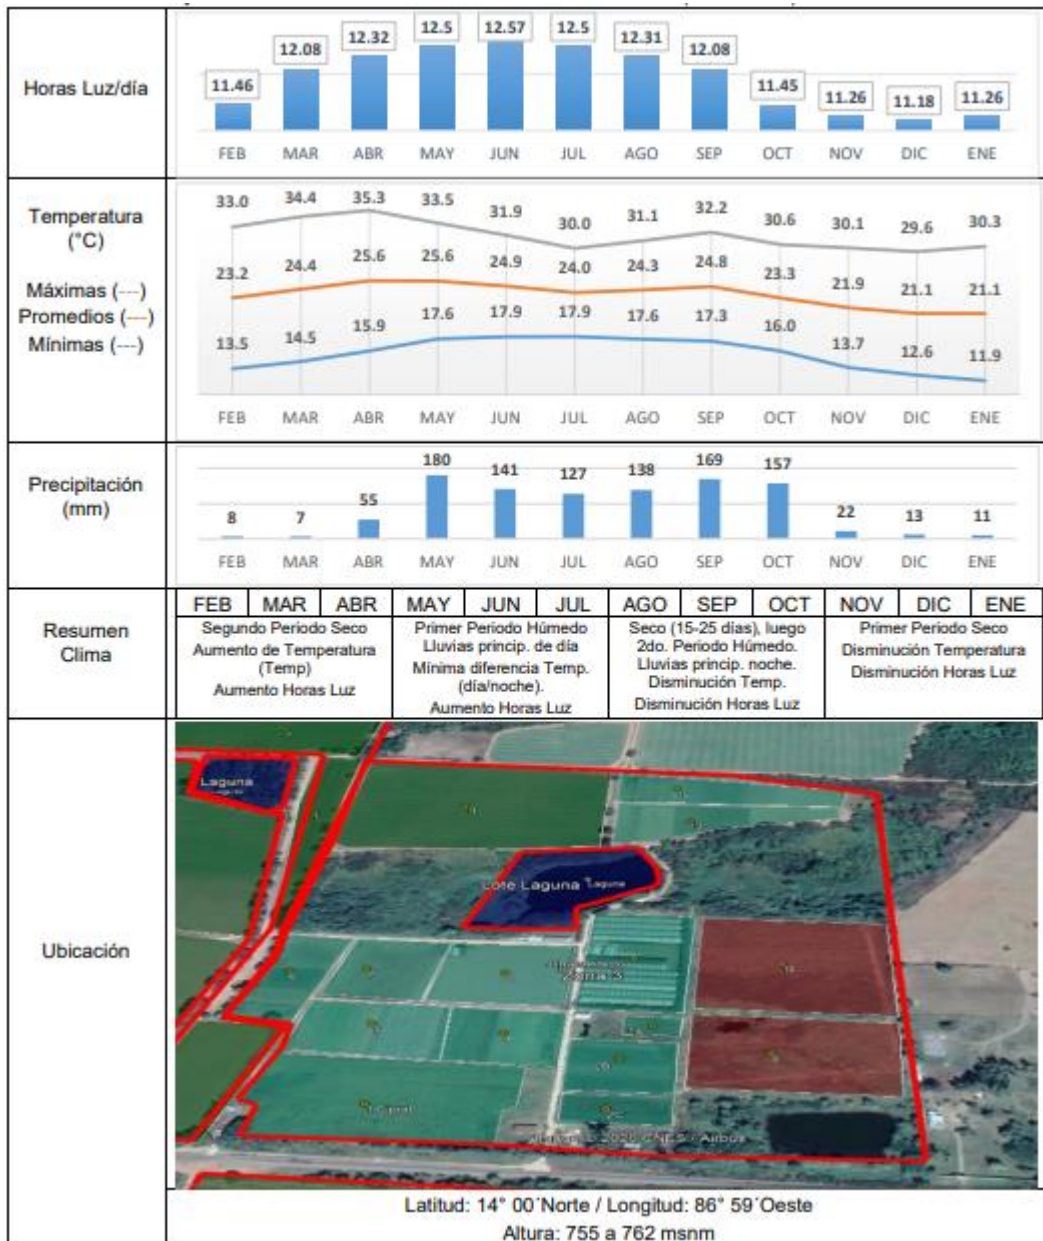 Horas Luz/día
11.46 12.08 12.32 12.5 12.57 12.5 12.31 12.08 11.45 11.26 11.18 11.26
FEB MAR ABR MAY JUN JUL AGO SEP OCT NOV DIC ENE
Temperatura
(°C)
Máximas (---)
Promedios (---)
Mínimas (---)
33.0 34.4 35.3 33.5 31.9 30.0 31.1 32.2 30.6 30.1 29.6 30.3
23.2 24.4 25.6 25.6 24.9 24.0 24.3 24.8 23.3 21.9 21.1 21.1
13.5 14.5 15.9 17.6 17.9 17.9 17.6 17.3 16.0 13.7 12.6 11.9
FEB MAR ABR MAY JUN JUL AGO SEP OCT NOV DIC ENE
Precipitación
(mm)
8 7 55 180 141 127 138 169 157 22 13 11
FEB MAR ABR MAY JUN JUL AGO SEP OCT NOV DIC ENE
Resumen
Clima
FEB MAR ABR MAY JUN JUL AGO SEP OCT NOV DIC ENE
Segundo Periodo Seco
Aumento de Temperatura
(Temp)
Aumento Horas Luz
Primer Periodo Húmedo
Lluvias princip. de día
Mínima diferencia Temp.
(día/noche).
Aumento Horas Luz
Seco (15-25 días), luego
2do. Periodo Húmedo.
Lluvias princip. noche.
Disminución Temp.
Disminución Horas Luz
Primer Periodo Seco
Disminución Temperatura
Disminución Horas Luz
Ubicación
Laguna
Lote Laguna Laguna
Zona 3
CNES / Airbus
Latitud: 14° 00´Norte / Longitud: 86° 59´Oeste
Altura: 755 a 762 msnm